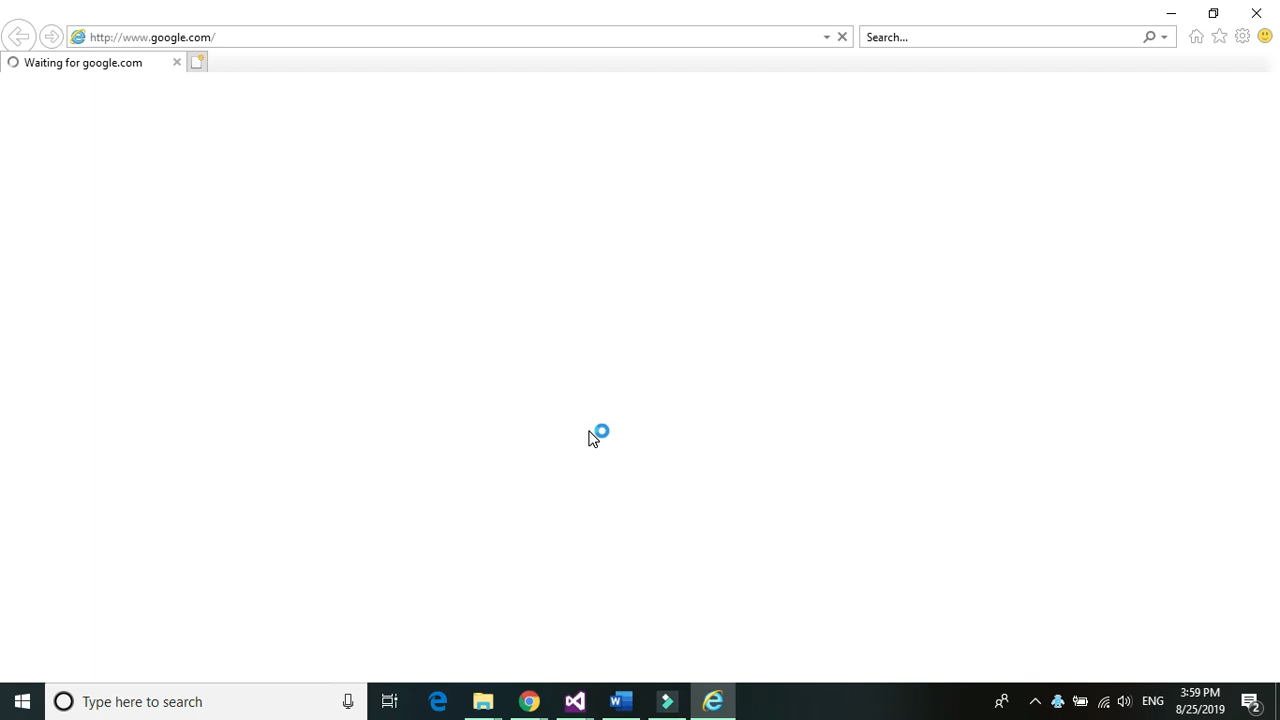 http://www.google.com/
Search...
Waiting for google.com
Type here to search
ENG
3:59 PM
8/25/2019
2